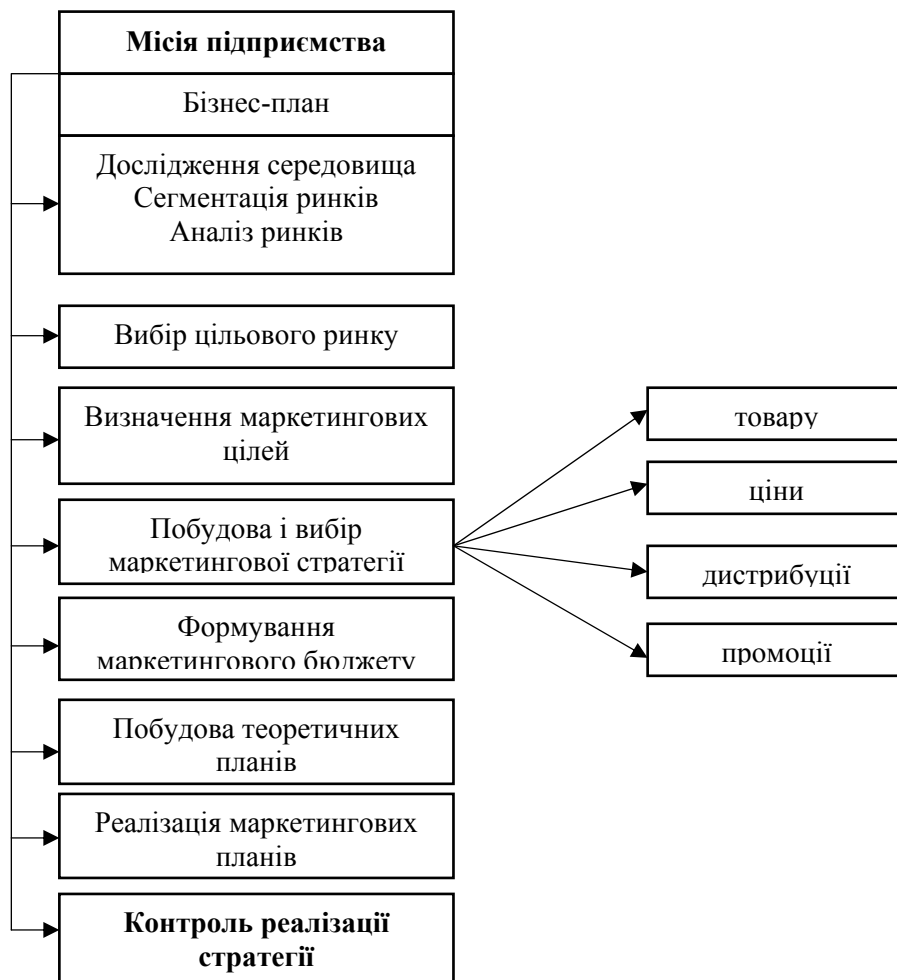 Місія підприємства
Бізнес-план
Дослідження середовища
Сегментація ринків
Аналіз ринків
Вибір цільового ринку
Визначення маркетингових
цілей
Побудова і вибір
маркетингової стратегії
Формування
маркетингового бюджету
Побудова теоретичних
планів
Реалізація маркетингових
планів
Контроль реалізації
стратегії
товару
ціни
дистрибуції
промоції